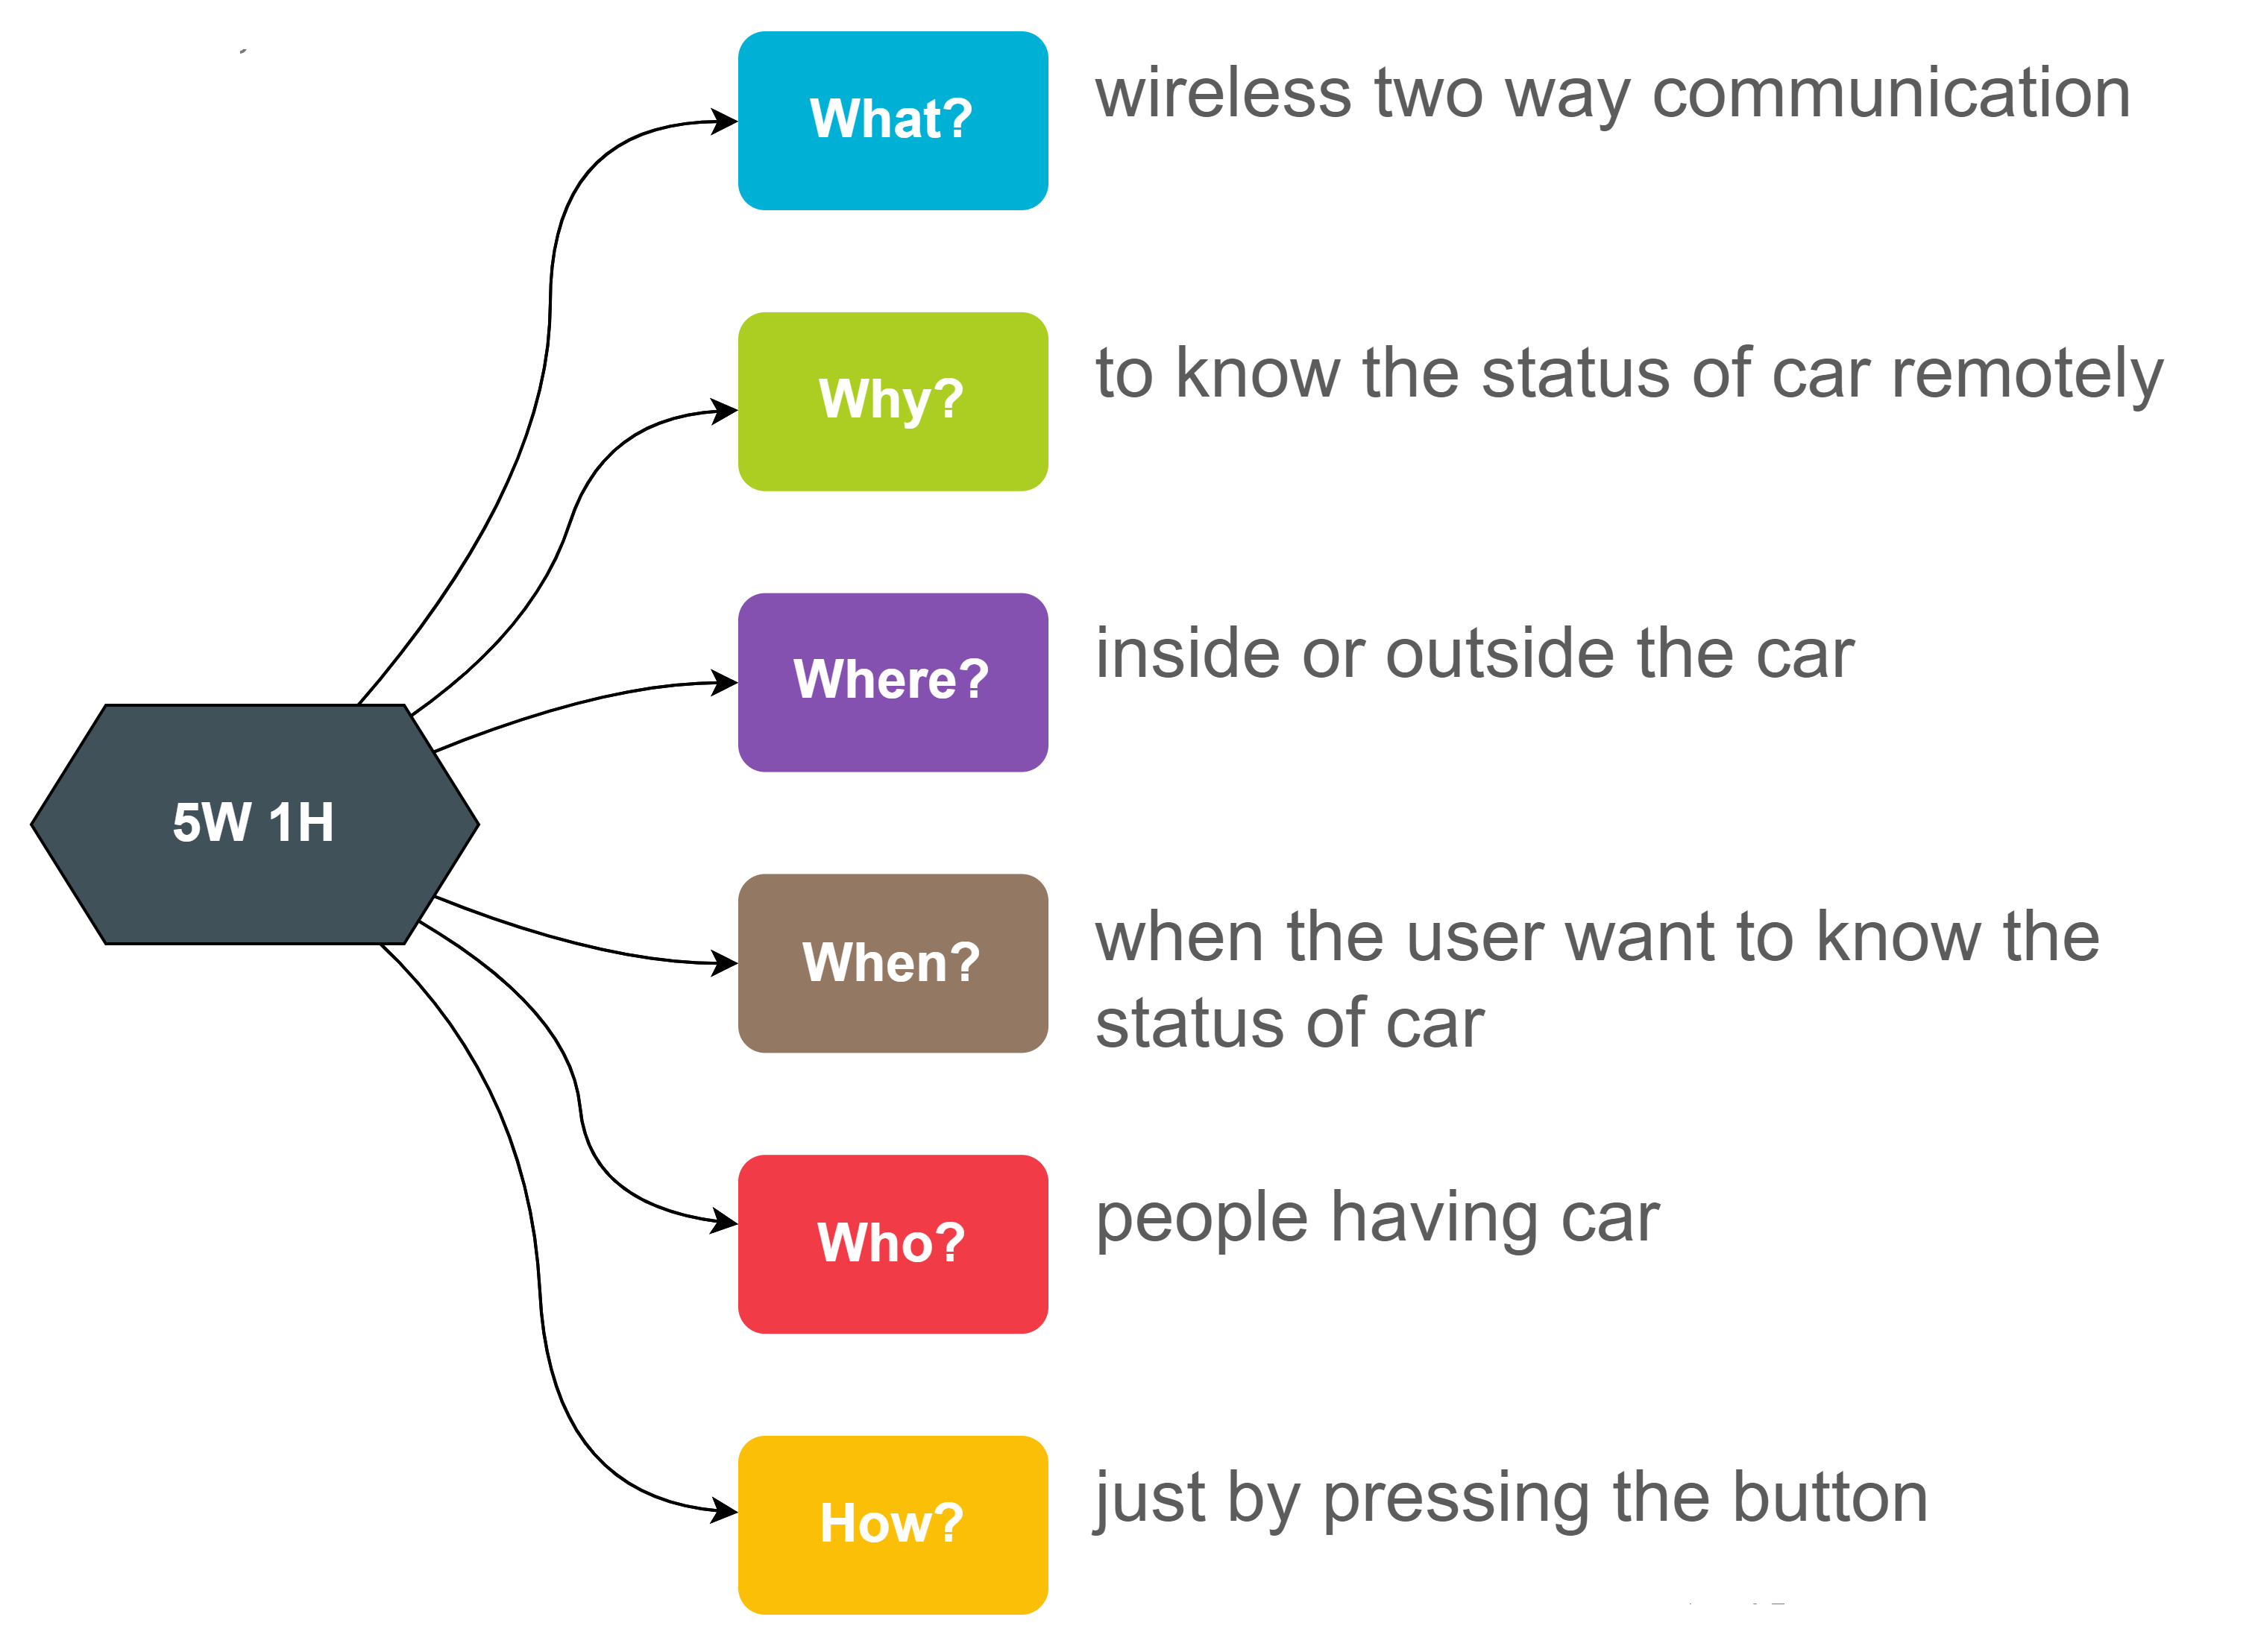 What?
wireless two way communication
Why?
to know the status of car remotely
Where?
inside or outside the car
5W 1H
When?
when the user want to know the
status of car
Who?
people having car
How?
just by pressing the button